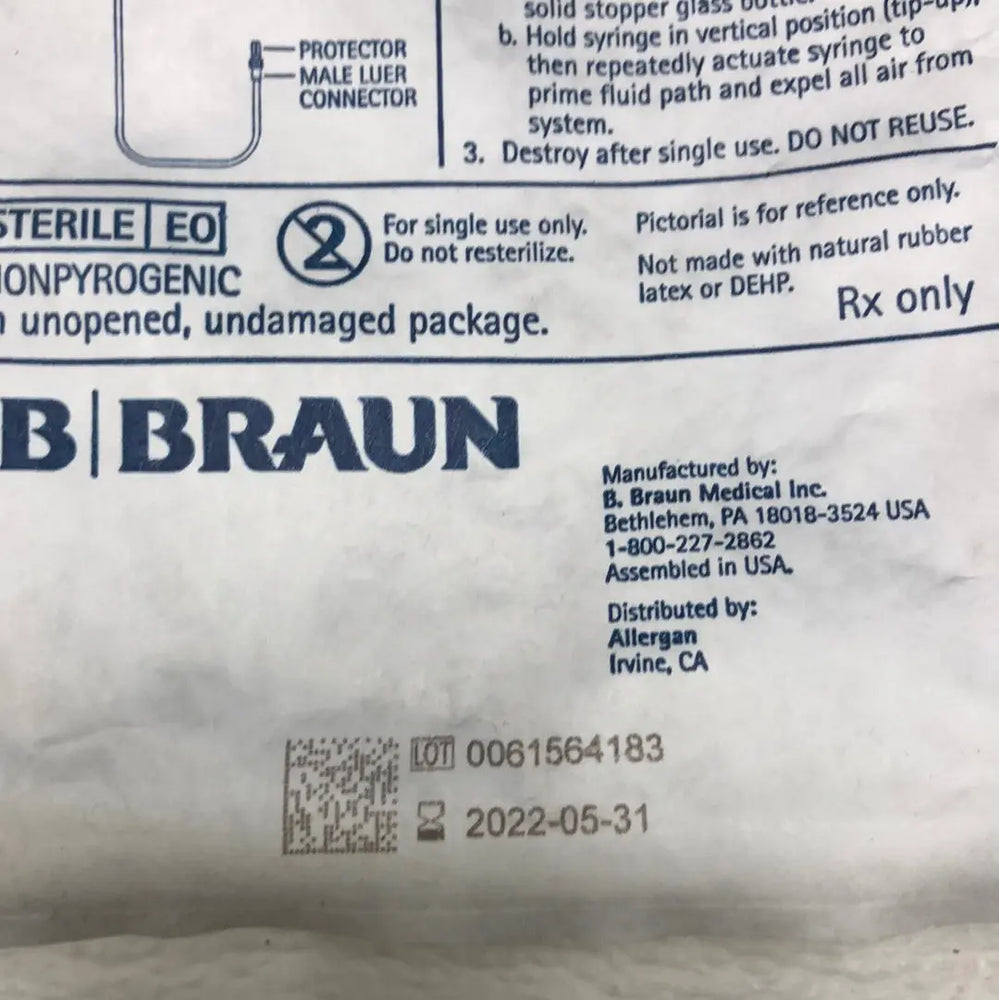 PROTECTOR
MALE LUER
CONNECTOR
solid stopper glass
b. Hold syringe in vertical position (tip-up),
then repeatedly actuate syringe to
prime fluid path and expel all air from
system.
3. Destroy after single use. DO NOT REUSE.
STERILE EO
ONPYROGENIC
2
For single use only.
Do not resterilize.
Pictorial is for reference only.
Not made with natural rubber
latex or DEHP.
Rx only
unopened, undamaged package.
B|BRAUN
Manufactured by:
B. Braun Medical Inc.
Bethlehem, PA 18018-3524 USA
1-800-227-2862
Assembled in USA.
Distributed by:
Allergan
Irvine, CA
LOT 0061564183
2022-05-31